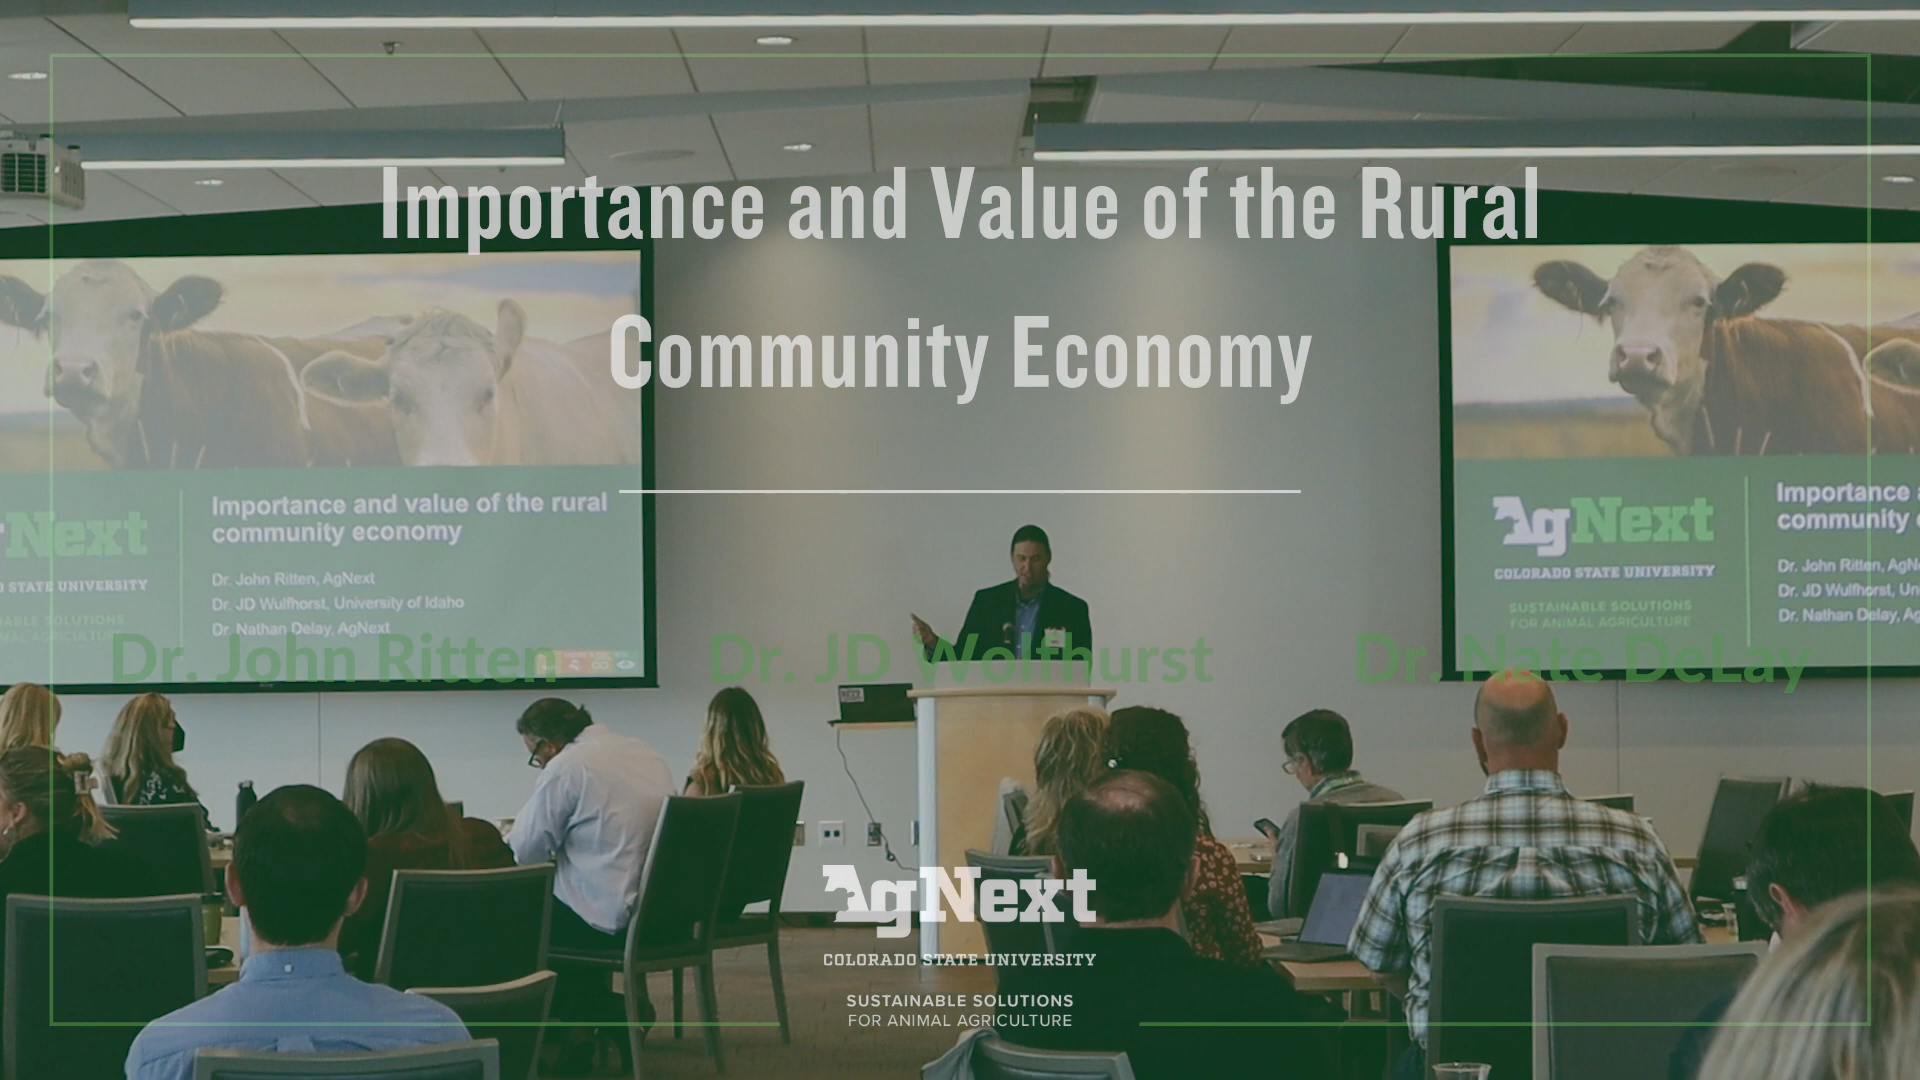 Importance and Value of the Rural
Community Economy
Importance and value of the rural
community economy
Next
STATE UNIVERSITY
Dr. John Ritten, AgNext
Dr. JD Wulfhorst, University of Idaho
Dr. Nathan Delay, AgNext
AgNext
COLORADO STATE UNIVERSITY
SUSTAINABLE SOLUTIONS
FOR ANIMAL AGRICULTURE
Importance
community
Dr. John Ritten,
Dr. JD Wulfhorst,
Dr. Nathan Delay,
Dr. John Ritten
Dr. JD Wolfhurst
Dr. Nate DeLay
AgNext
COLORADO STATE UNIVERSITY
SUSTAINABLE SOLUTIONS
FOR ANIMAL AGRICULTURE